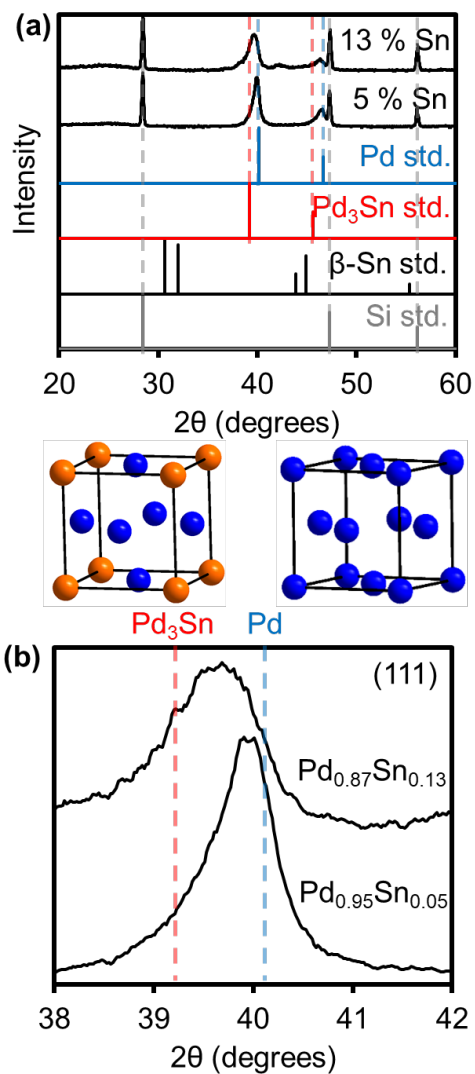 (a)
13 % Sn
5 % Sn
Pd std.
Pd₃Sn std.
β-Sn std.
Si std.
Intensity
20 30 40 50 60
2θ (degrees)
Pd₃Sn Pd
(b)
(111)
Pd₀.₈₇Sn₀.₁₃
Pd₀.₉₅Sn₀.₀₅
Intensity
38 39 40 41 42
2θ (degrees)